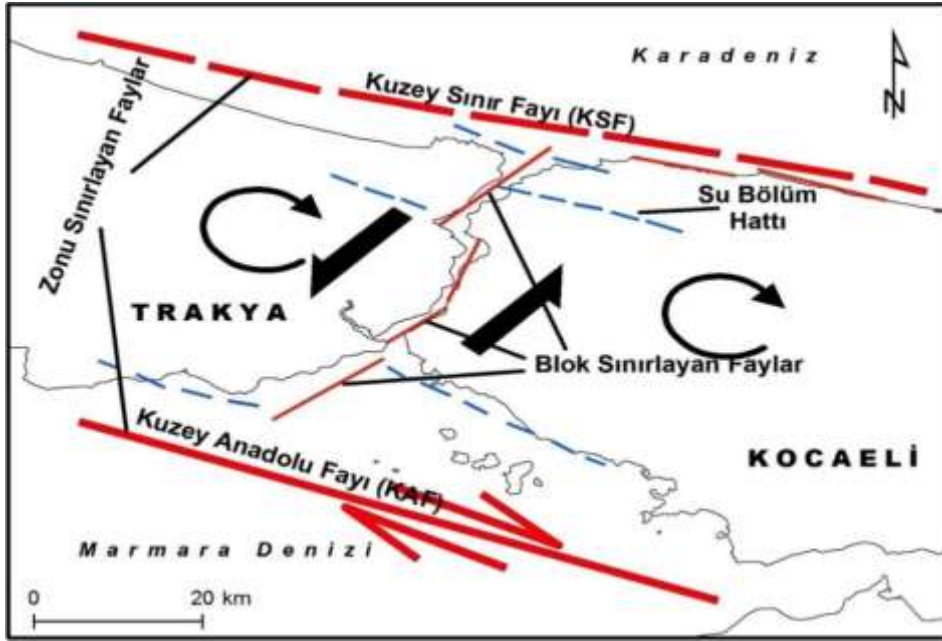 Karadeniz
N
Kuzey Sınır Fayı (KSF)
Zonu Sınırlayan Faylar
Su Bölüm
Hattı
TRAKYA
Blok Sınırlayan Faylar
Kuzey Anadolu Fayı (KAF)
KOCAELİ
Marmara Denizi
0 20 km